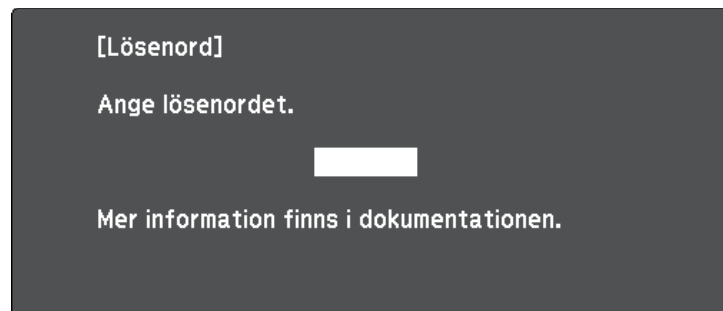 [Lösenord]
Ange lösenordet.
Mer information finns i dokumentationen.